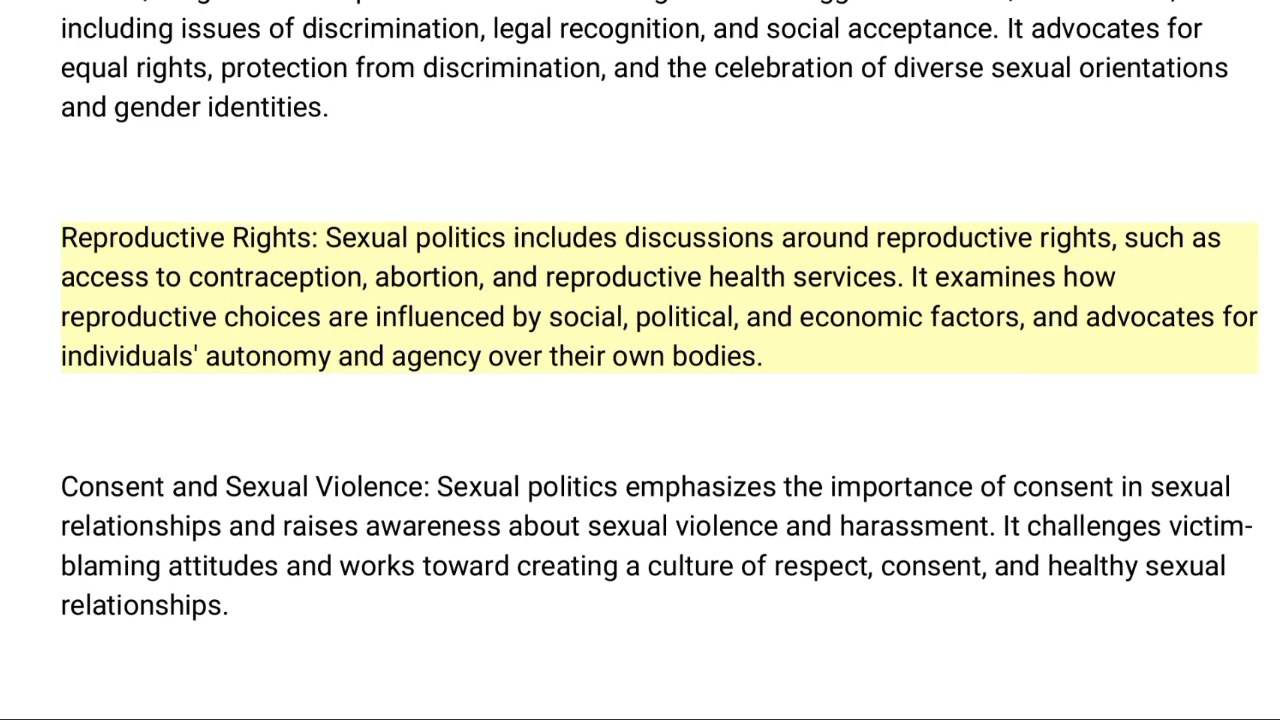 including issues of discrimination, legal recognition, and social acceptance. It advocates for
equal rights, protection from discrimination, and the celebration of diverse sexual orientations
and gender identities.
Reproductive Rights: Sexual politics includes discussions around reproductive rights, such as
access to contraception, abortion, and reproductive health services. It examines how
reproductive choices are influenced by social, political, and economic factors, and advocates for
individuals' autonomy and agency over their own bodies.
Consent and Sexual Violence: Sexual politics emphasizes the importance of consent in sexual
relationships and raises awareness about sexual violence and harassment. It challenges victim-
blaming attitudes and works toward creating a culture of respect, consent, and healthy sexual
relationships.